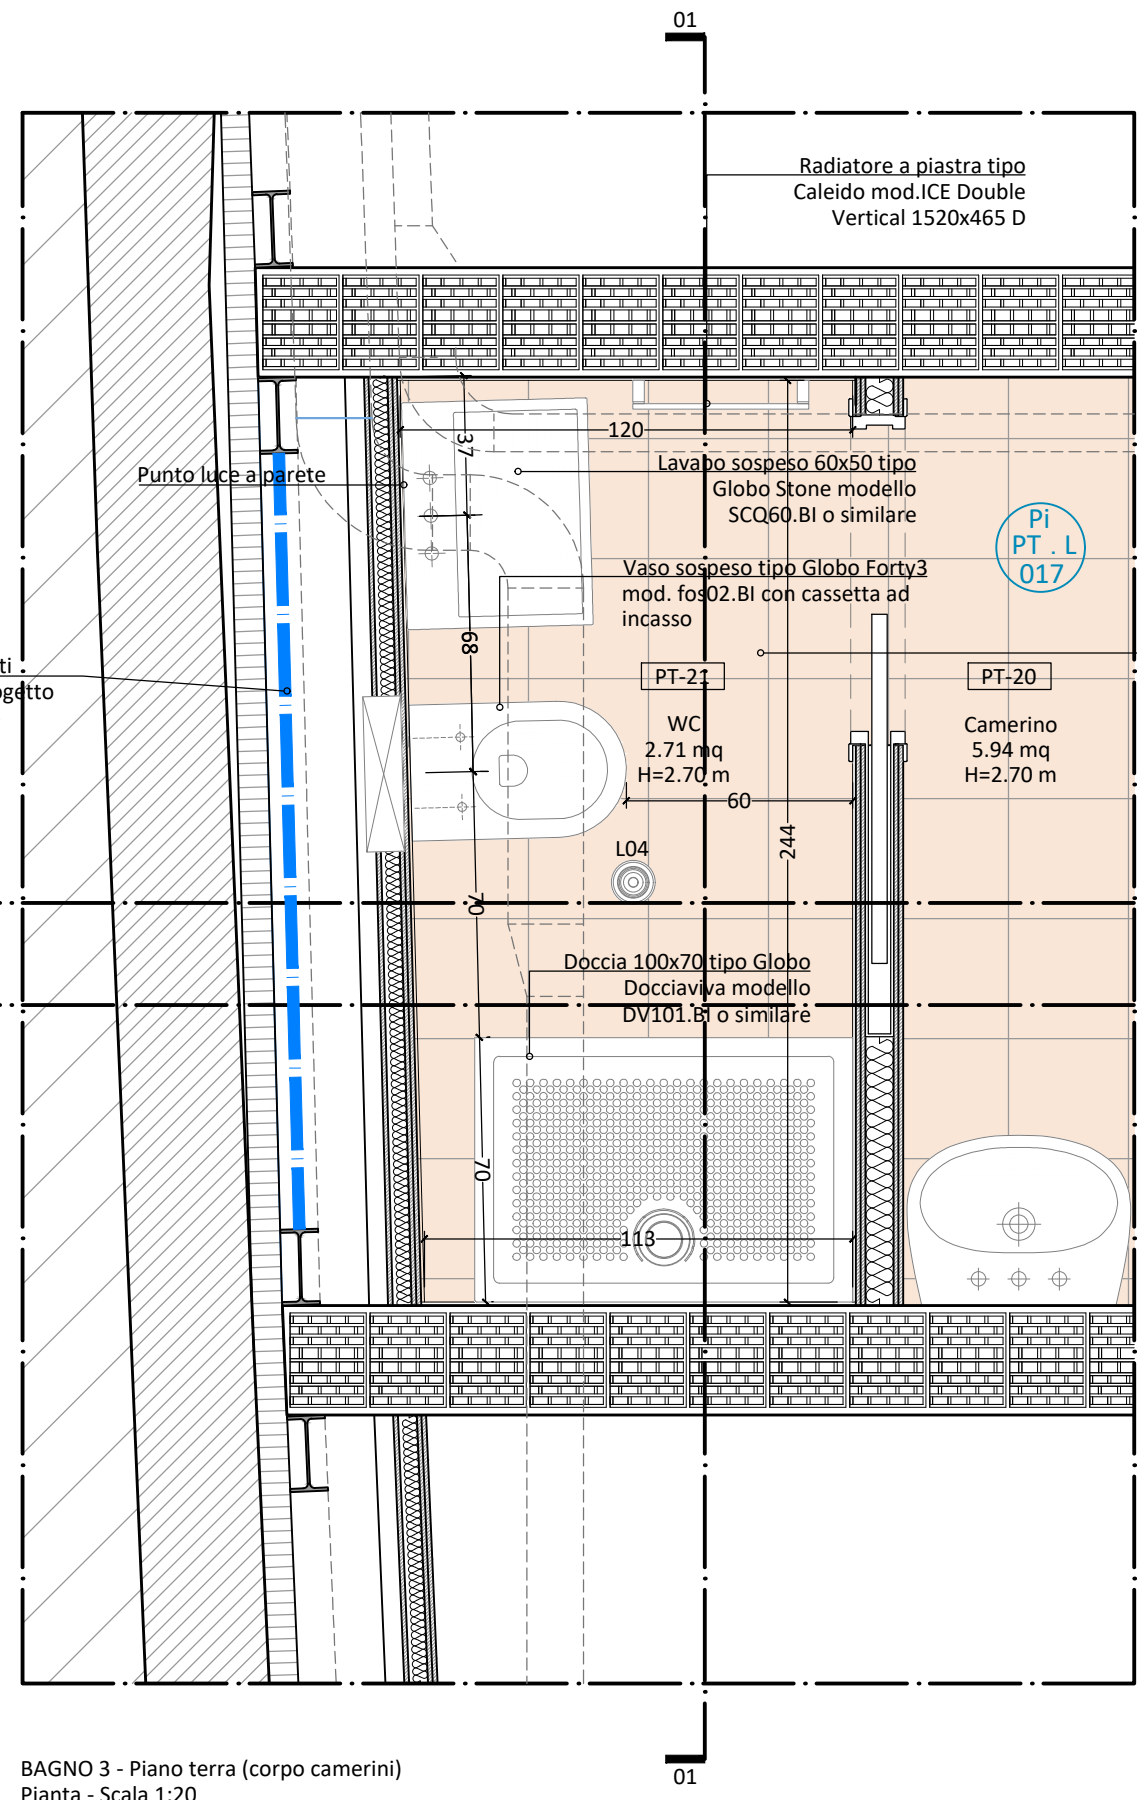 01
Radiatore a piastra tipo
Caleido mod.ICE Double
Vertical 1520x465 D
120
37
Punto luce a parete
Lavabo sospeso 60x50 tipo
Globo Stone modello
SCQ60.BI o similare
Pi
PT . L
017
Vaso sospeso tipo Globo Forty3
mod. fos02.BI con cassetta ad
incasso
68
ti
getto
PT-21
WC
2.71 mq
H=2.70 m
PT-20
Camerino
5.94 mq
H=2.70 m
60
244
L04
70
Doccia 100x70 tipo Globo
Docciaviva modello
DV101.BI o similare
70
113
01
BAGNO 3 - Piano terra (corpo camerini)
Pianta - Scala 1:20